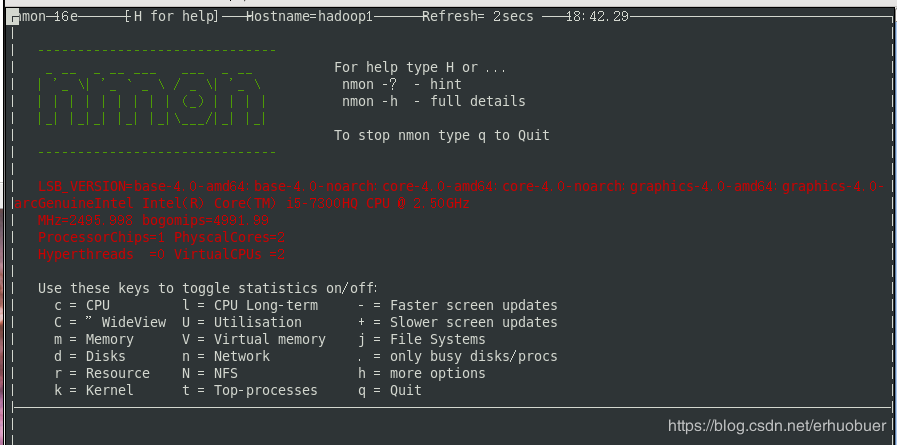 nmon-16e [H for help] Hostname=hadoop1 Refresh= 2secs 18:42.29
nmon
For help type H or ...
nmon -? - hint
nmon -h - full details
To stop nmon type q to Quit
LSB_VERSION=base-4.0-amd64:base-4.0-noarch:core-4.0-amd64:core-4.0-noarch:graphics-4.0-amd64:graphics-4.0-
arcGenuineIntel Intel(R) Core(TM) i5-7300HQ CPU @ 2.50GHz
MHz=2495.993 bogomips=4991.99
ProcessorChips=1 PhyscalCores=2
Hyperthreads =0 VirtualCPUs =2
Use these keys to toggle statistics on/off:
c = CPU l = CPU Long-term - = Faster screen updates
C = " WideView U = Utilisation + = Slower screen updates
m = Memory V = Virtual memory j = File Systems
d = Disks n = Network . = only busy disks/procs
r = Resource N = NFS h = more options
k = Kernel t = Top-processes q = Quit
https://blog.csdn.net/erhuobuer